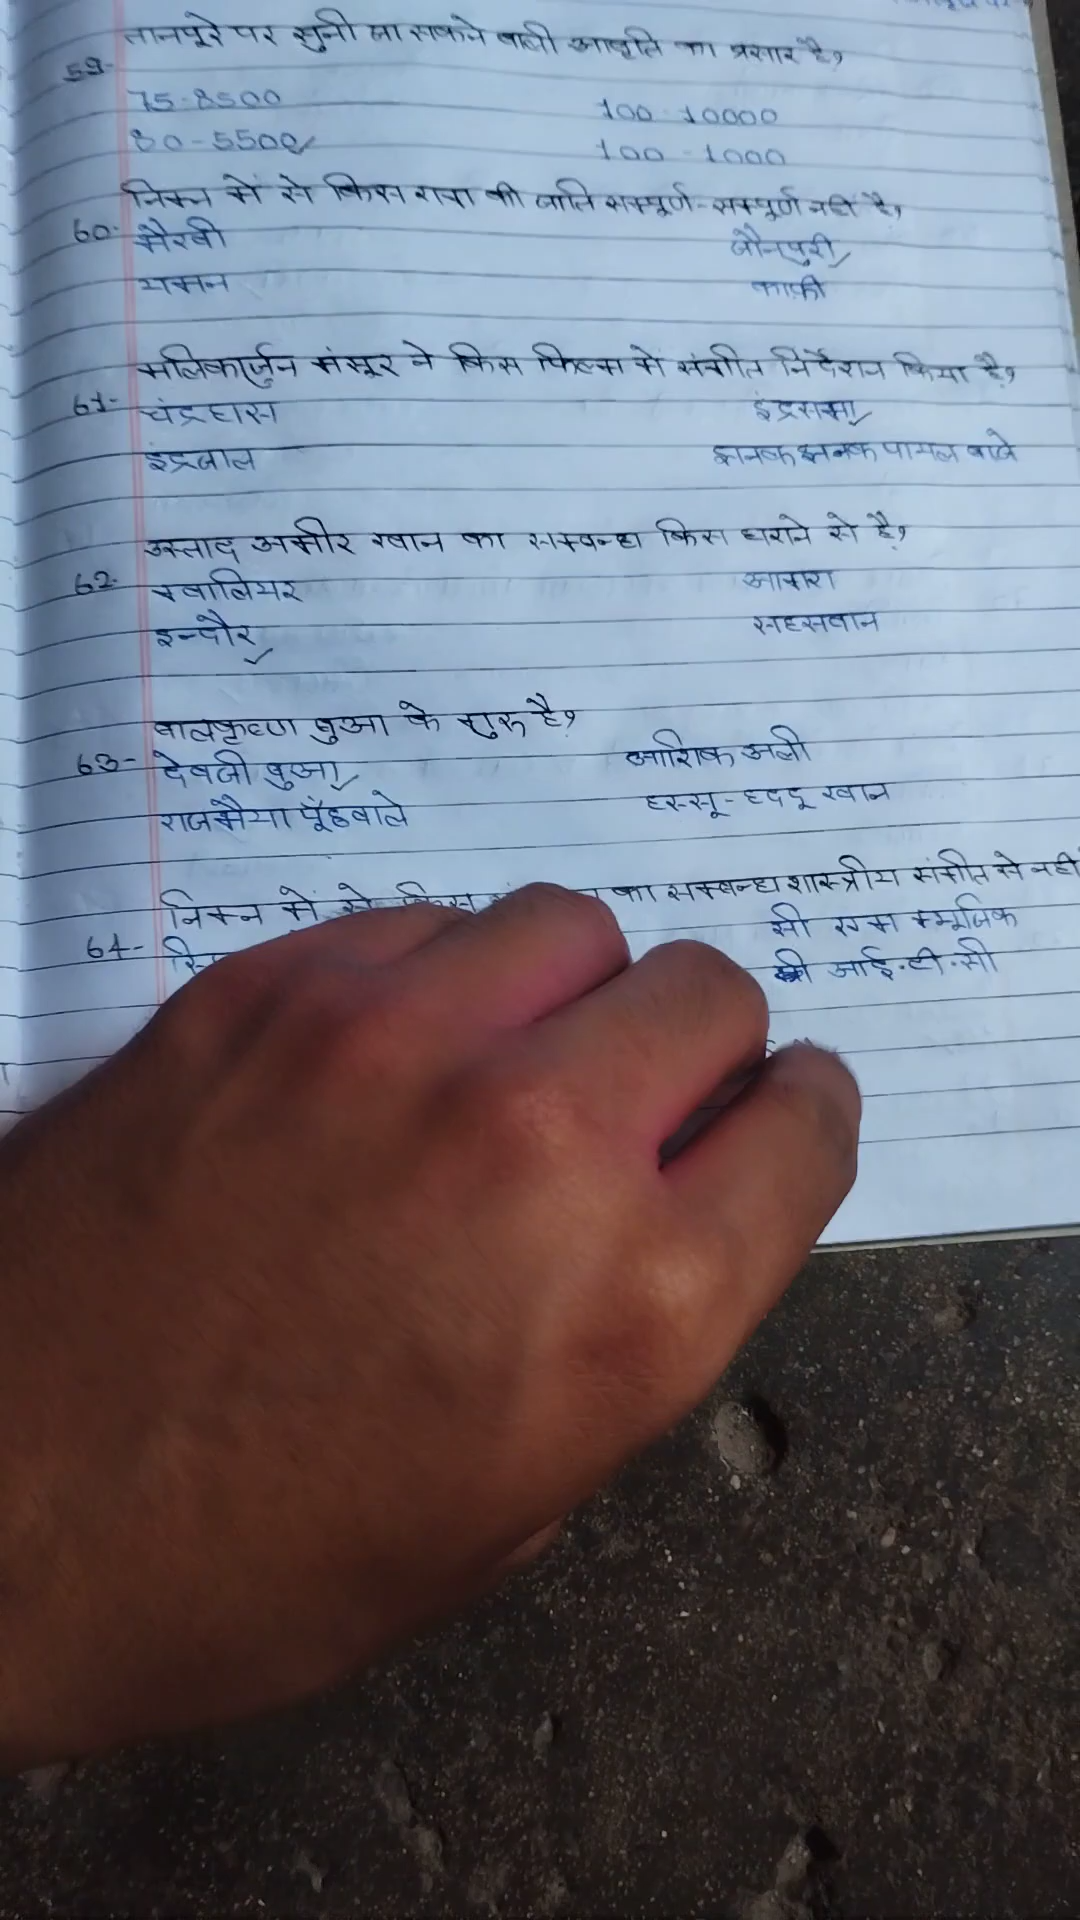 तानपूरे पर सुनी जा सकने वाली आवृति का प्रसार है?
59-
75-8500 100-10000
80-5500✓ 100-1000
निम्न में से किस राग की जाति सम्पूर्ण-सम्पूर्ण नहीं है?
60- भैरवी जौनपुरी✓
यमन काफी
मलिकार्जुन मंसूर ने किस फिल्म में संगीत निर्देशन किया है?
61- चंद्रहास इंद्रसभा✓
इंद्रजाल झनक झनक पायल बाजे
उस्ताद अमीर खान का सम्बन्ध किस घराने से है?
62- ग्वालियर आगरा
इन्दौर✓ सहसवान
बालकृष्ण बुआ के गुरु है?
63- देवजी बुआ✓ आशिक अली
राजभैया पूँछवाले हस्सू-हददू खान
निम्न में से किस का सम्बन्ध शास्त्रीय संगीत से नही
64- सी एम म्यूजिक
आई.टी.सी